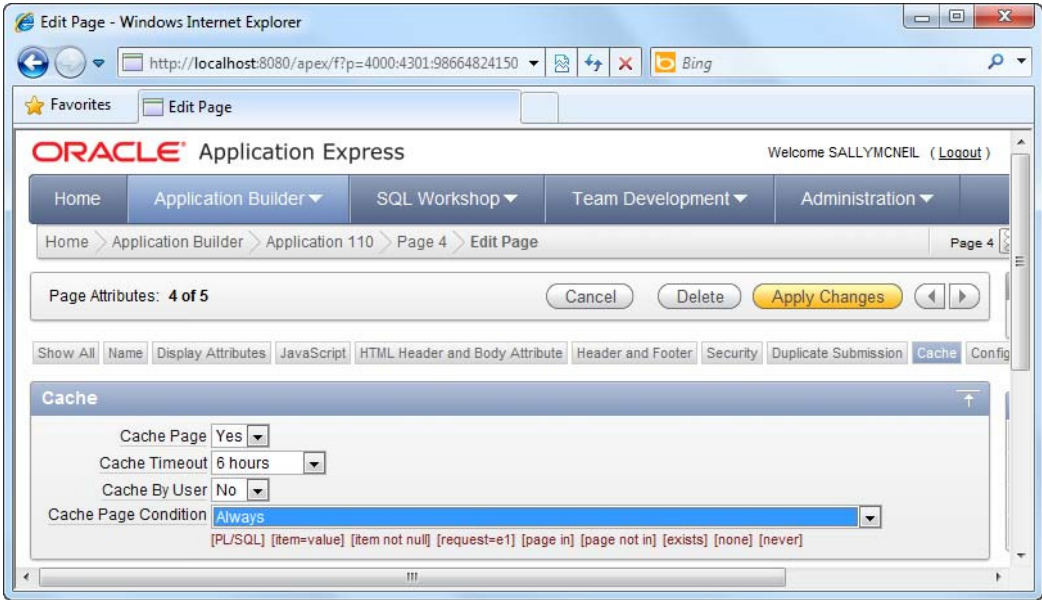 Edit Page - Windows Internet Explorer
http://localhost:8080/apex/f?p=4000:4301:98664824150
Bing
Favorites
Edit Page
ORACLE Application Express
Welcome SALLYMCNEIL ( Logout )
Home Application Builder SQL Workshop Team Development Administration
Home Application Builder Application 110 Page 4 Edit Page Page 4
Page Attributes: 4 of 5 Cancel Delete Apply Changes
Show All Name Display Attributes JavaScript HTML Header and Body Attribute Header and Footer Security Duplicate Submission Cache Config
Cache
Cache Page Yes
Cache Timeout 6 hours
Cache By User No
Cache Page Condition Always
[PL/SQL] [item=value] [item not null] [request=e1] [page in] [page not in] [exists] [none] [never]